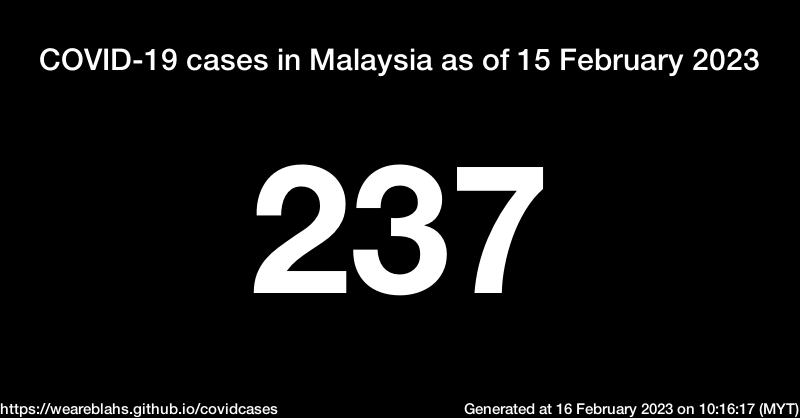 COVID-19 cases in Malaysia as of 15 February 2023
237
https://weareblahs.github.io/covidcases
Generated at 16 February 2023 on 10:16:17 (MYT)